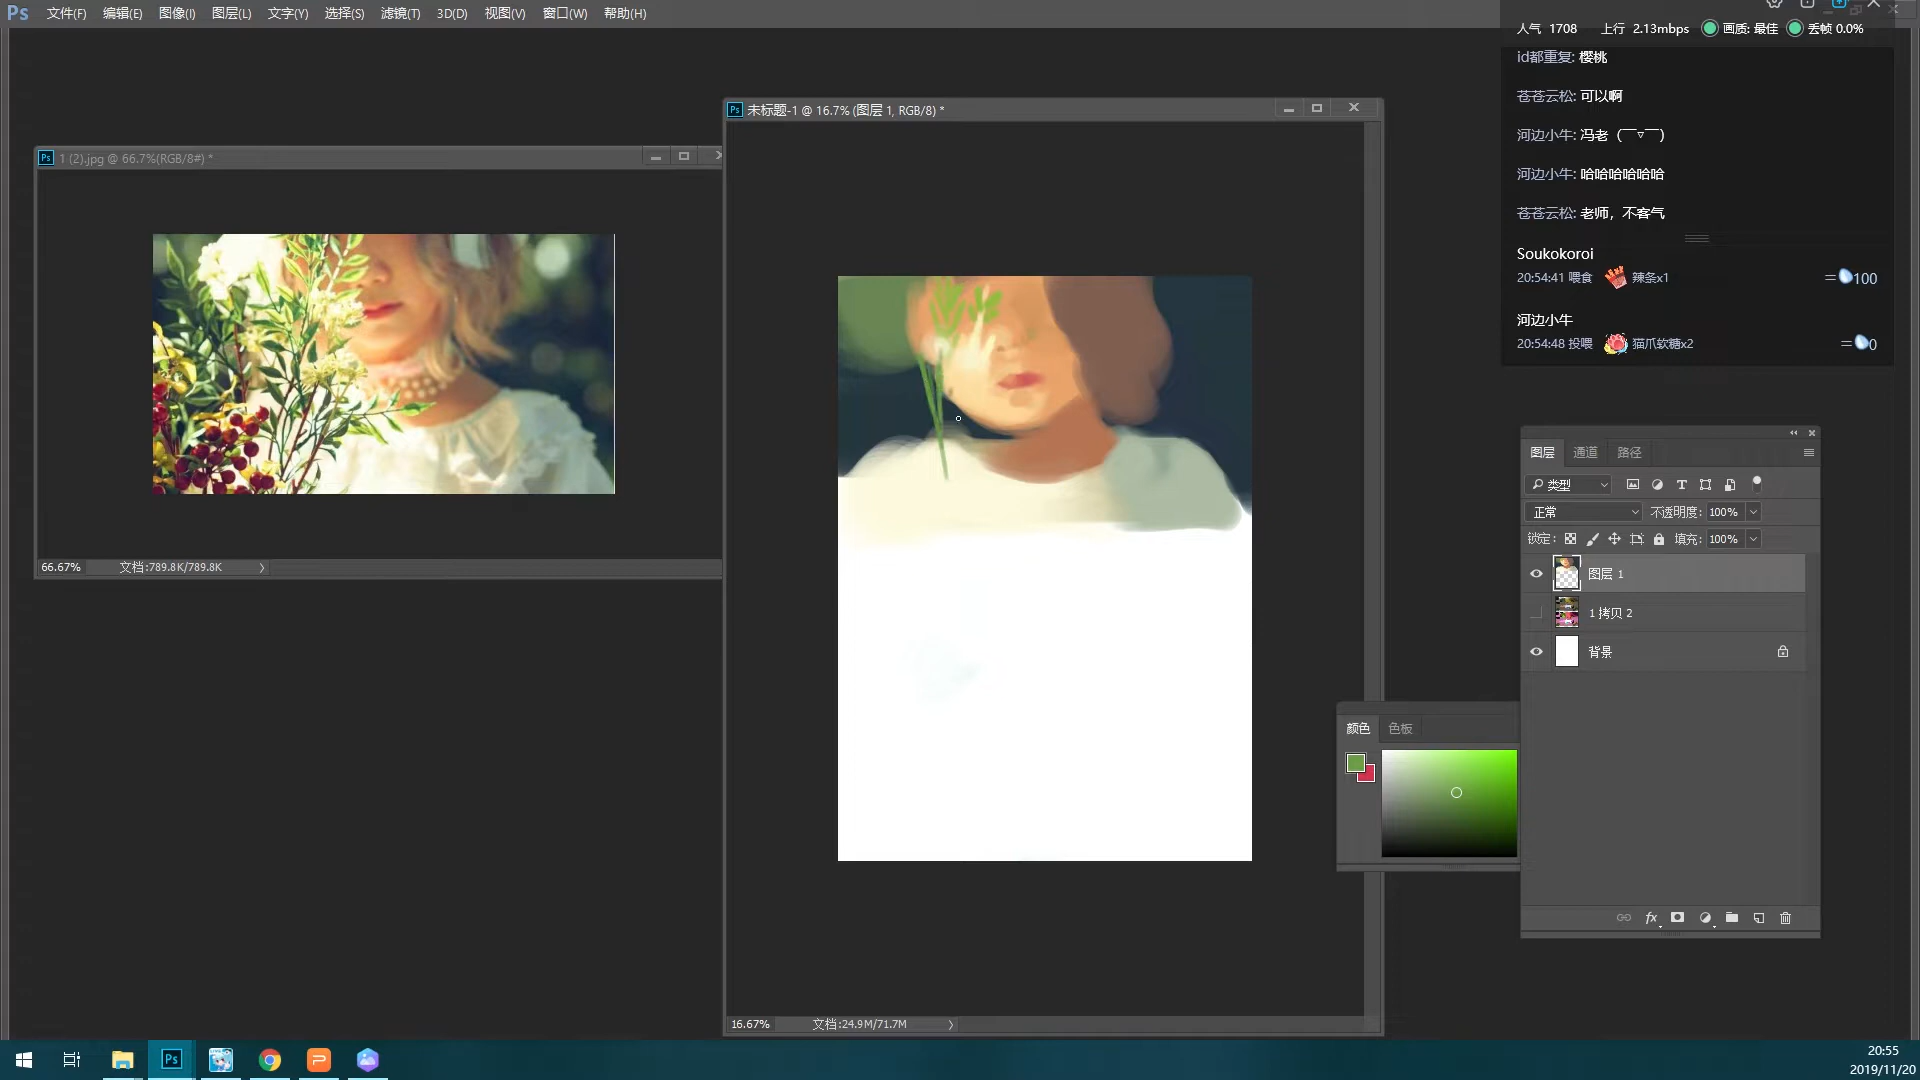 Ps 文件(F) 编辑(E) 图像(I) 图层(L) 文字(Y) 选择(S) 滤镜(T) 3D(D) 视图(V) 窗口(W) 帮助(H)
人气 1708 上行 2.13mbps 画质: 最佳 丢帧 0.0%
id都重复: 樱桃
苍苍云松: 可以啊
河边小牛: 冯老（￣▽￣）
河边小牛: 哈哈哈哈哈哈
苍苍云松: 老师，不客气
Soukokoroi
20:54:41 喂食 辣条x1 =100
河边小牛
20:54:48 投喂 猫爪软糖x2 =0
Ps 1 (2).jpg @ 66.7%(RGB/8#) *
66.67% 文档:789.8K/789.8K
Ps 未标题-1 @ 16.7% (图层 1, RGB/8) *
16.67% 文档:24.9M/71.7M
图层 通道 路径
类型
正常 不透明度: 100%
锁定: 填充: 100%
图层 1
1 拷贝 2
背景
fx
颜色 色板
Ps
20:55
2019/11/20